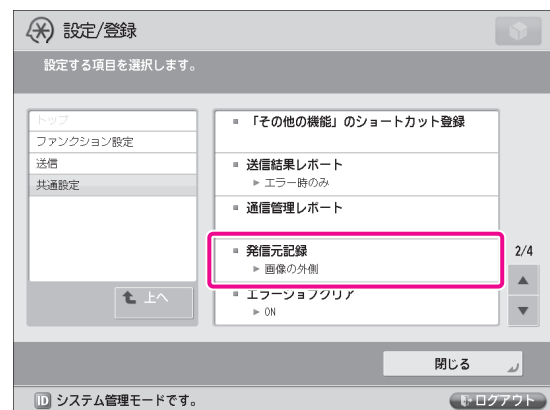 設定/登録
設定する項目を選択します。
トップ
ファンクション設定
送信
共通設定
上へ
「その他の機能」のショートカット登録
送信結果レポート
エラー時のみ
通信管理レポート
発信元記録
画像の外側
エラージョブクリア
ON
2/4
閉じる
ID システム管理モードです。
ログアウト